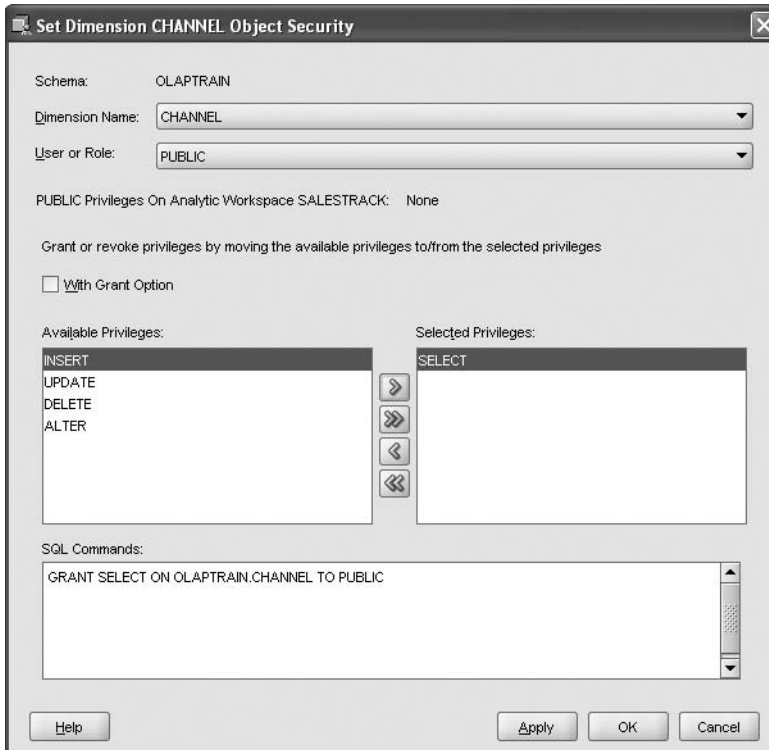 Set Dimension CHANNEL Object Security
Schema: OLAPTRAIN
Dimension Name: CHANNEL
User or Role: PUBLIC
PUBLIC Privileges On Analytic Workspace SALESTRACK: None
Grant or revoke privileges by moving the available privileges to/from the selected privileges
With Grant Option
Available Privileges: Selected Privileges:
INSERT SELECT
UPDATE
DELETE
ALTER
SQL Commands:
GRANT SELECT ON OLAPTRAIN.CHANNEL TO PUBLIC
Help Apply OK Cancel